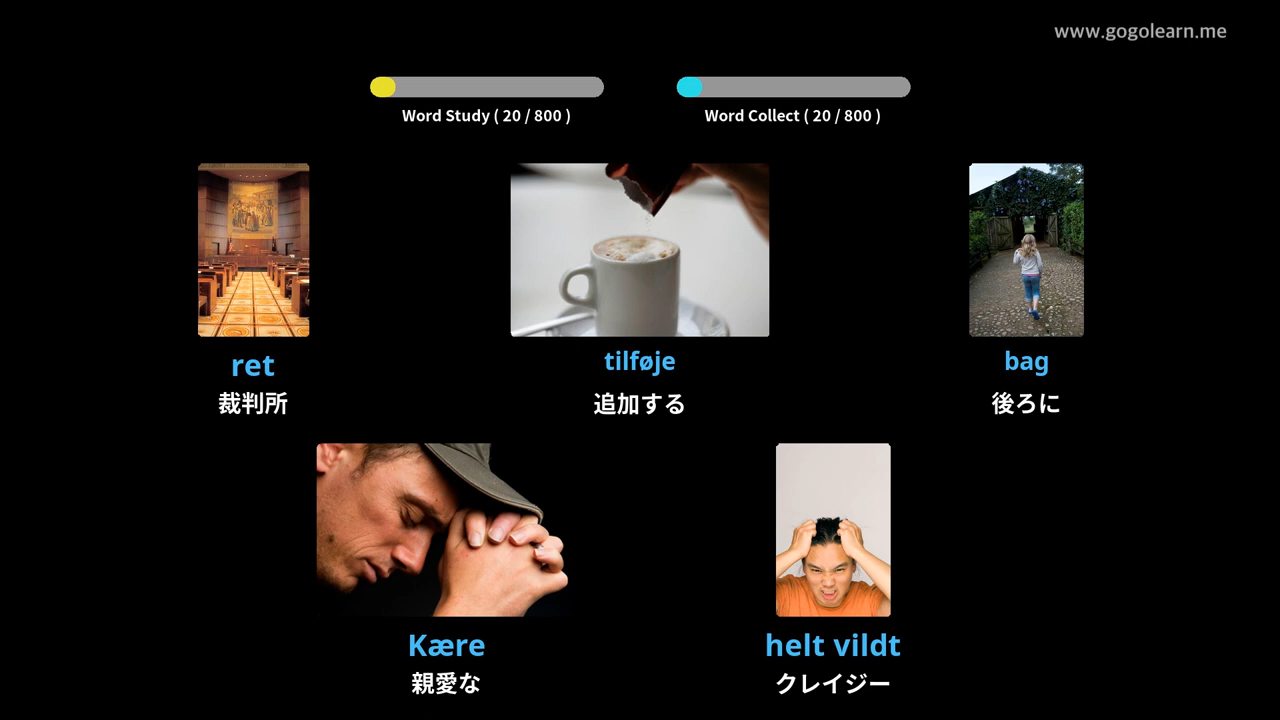 www.gogolearn.me
Word Study ( 20 / 800 )
Word Collect ( 20 / 800 )
ret
裁判所
tilføje
追加する
bag
後ろに
Kære
親愛な
helt vildt
クレイジー